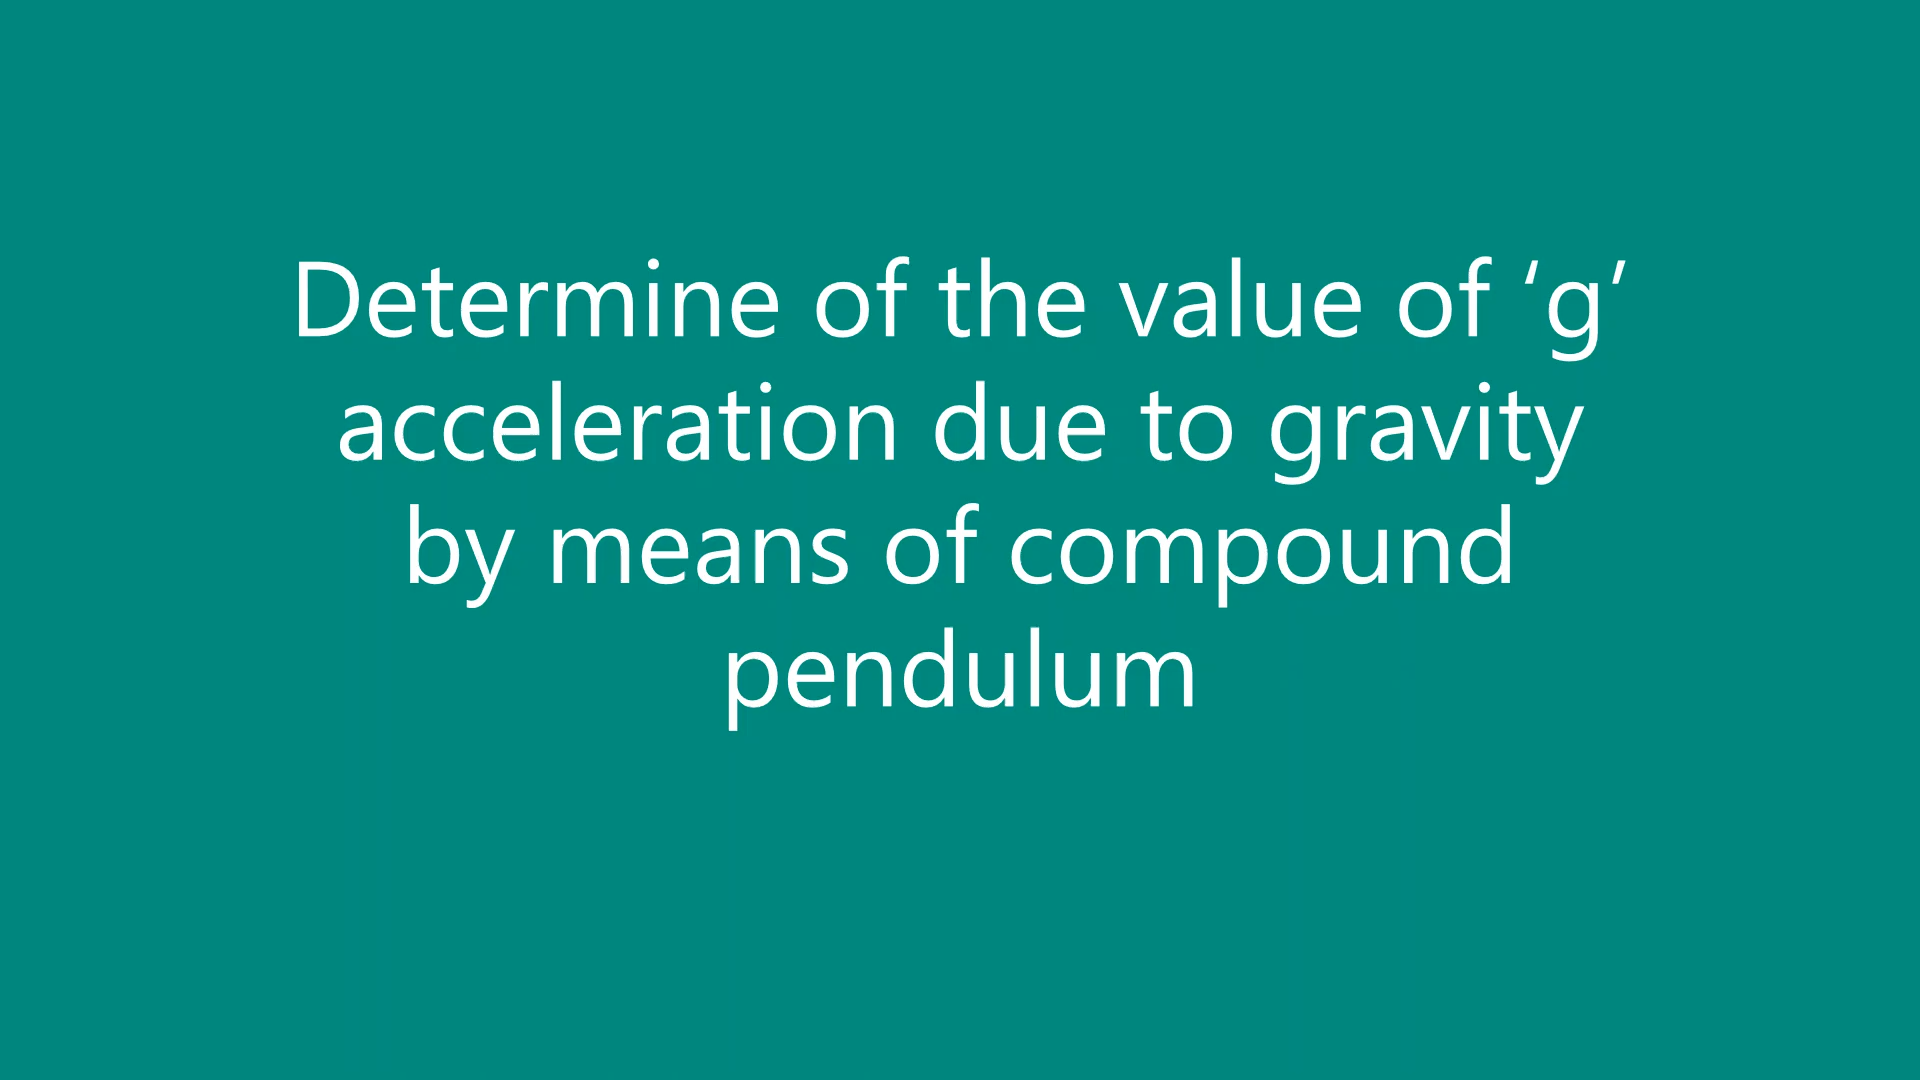 Determine of the value of ‘g’
acceleration due to gravity
by means of compound
pendulum